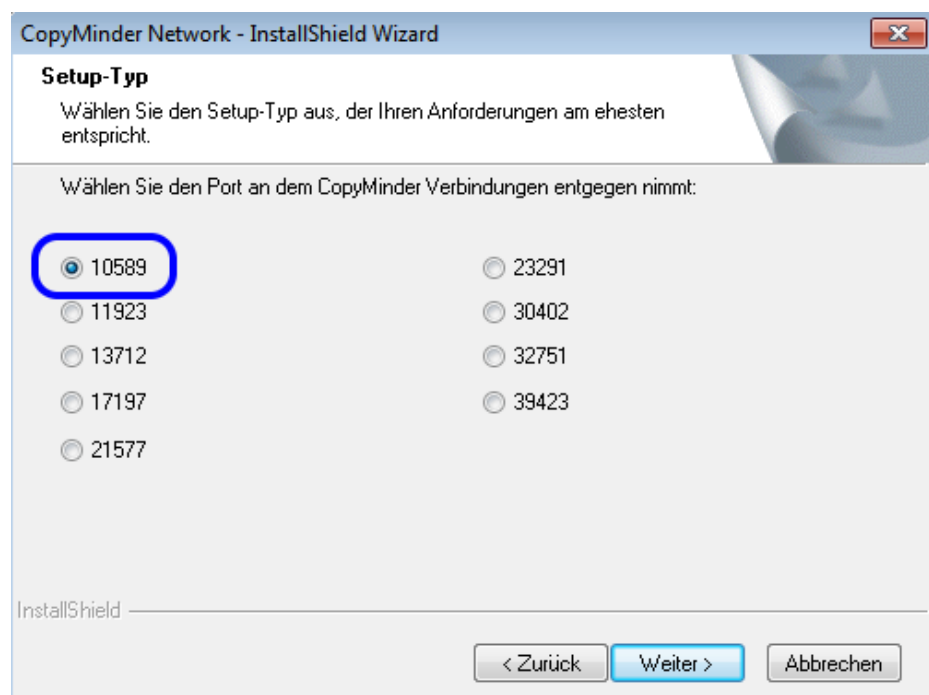 CopyMinder Network - InstallShield Wizard
Setup-Typ
Wählen Sie den Setup-Typ aus, der Ihren Anforderungen am ehesten
entspricht.
Wählen Sie den Port an dem CopyMinder Verbindungen entgegen nimmt:
10589
11923
13712
17197
21577
23291
30402
32751
39423
InstallShield
< Zurück
Weiter >
Abbrechen